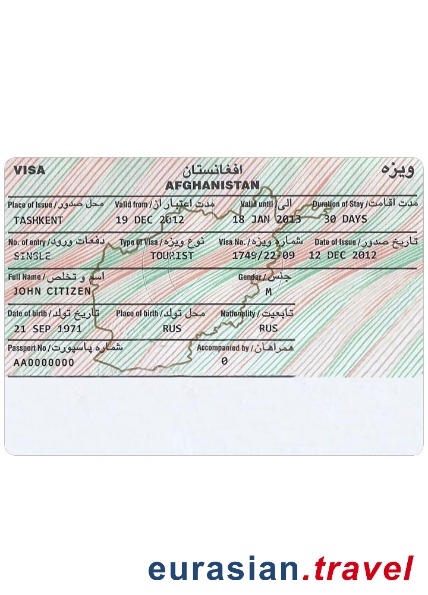 VISA افغانستان ویزه
AFGHANISTAN
Place of Issue / محل صدور Valid from / مدت اعتبار از Valid until / الی Duration of Stay / مدت اقامت
TASHKENT 19 DEC 2012 18 JAN 2013 30 DAYS
No. of entry / دفعات ورود Type of Visa / نوع ویزه Visa No. / شماره ویزه Date of Issue / تاریخ صدور
SINGLE TOURIST 1749/22-09 12 DEC 2012
Full Name / اسم و تخلص Gender / جنس
JOHN CITIZEN M
Date of birth / تاریخ تولد Place of birth / محل تولد Nationality / تابعیت
21 SEP 1971 RUS RUS
Passport No / شماره پاسپورت Accompanied by / همراهان
AA0000000 0
eurasian.travel